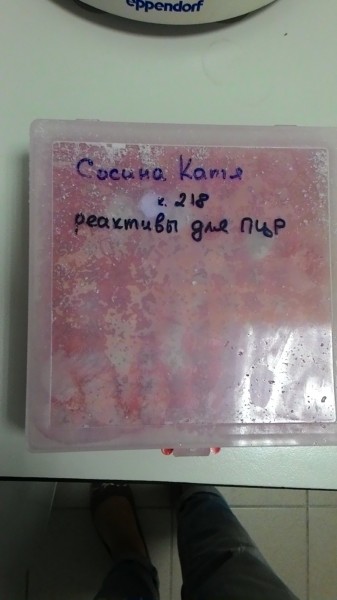 eppendorf
Сосина Катя
к. 218
реактивы для ПЦР